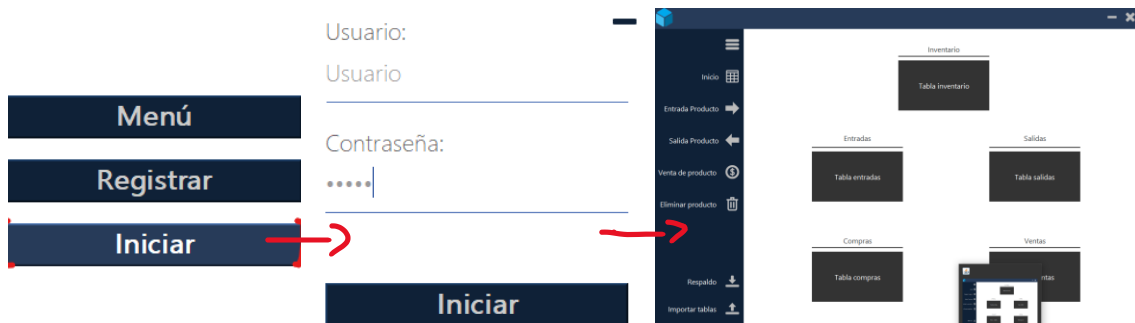 Menú
Registrar
Iniciar
Usuario:
Usuario
Contraseña:
Iniciar
Inicio
Entrada Producto
Salida Producto
Venta de producto
Eliminar producto
Respaldo
Importar tablas
Inventario
Tabla inventario
Entradas
Salidas
Tabla entradas
Tabla salidas
Compras
Ventas
Tabla compras